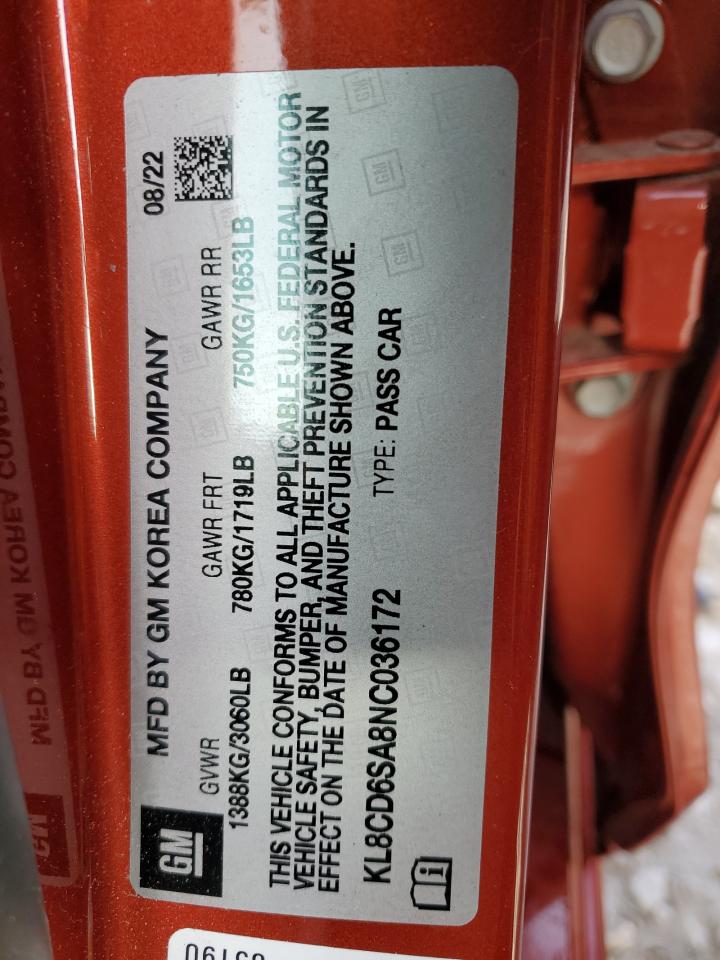 GM
MFD BY GM KOREA COMPANY 08/22
GVWR GAWR FRT GAWR RR
1388KG/3060LB 780KG/1719LB 750KG/1653LB
THIS VEHICLE CONFORMS TO ALL APPLICABLE U.S. FEDERAL MOTOR
VEHICLE SAFETY, BUMPER, AND THEFT PREVENTION STANDARDS IN
EFFECT ON THE DATE OF MANUFACTURE SHOWN ABOVE.
KL8CD6SA8NC036172 TYPE: PASS CAR